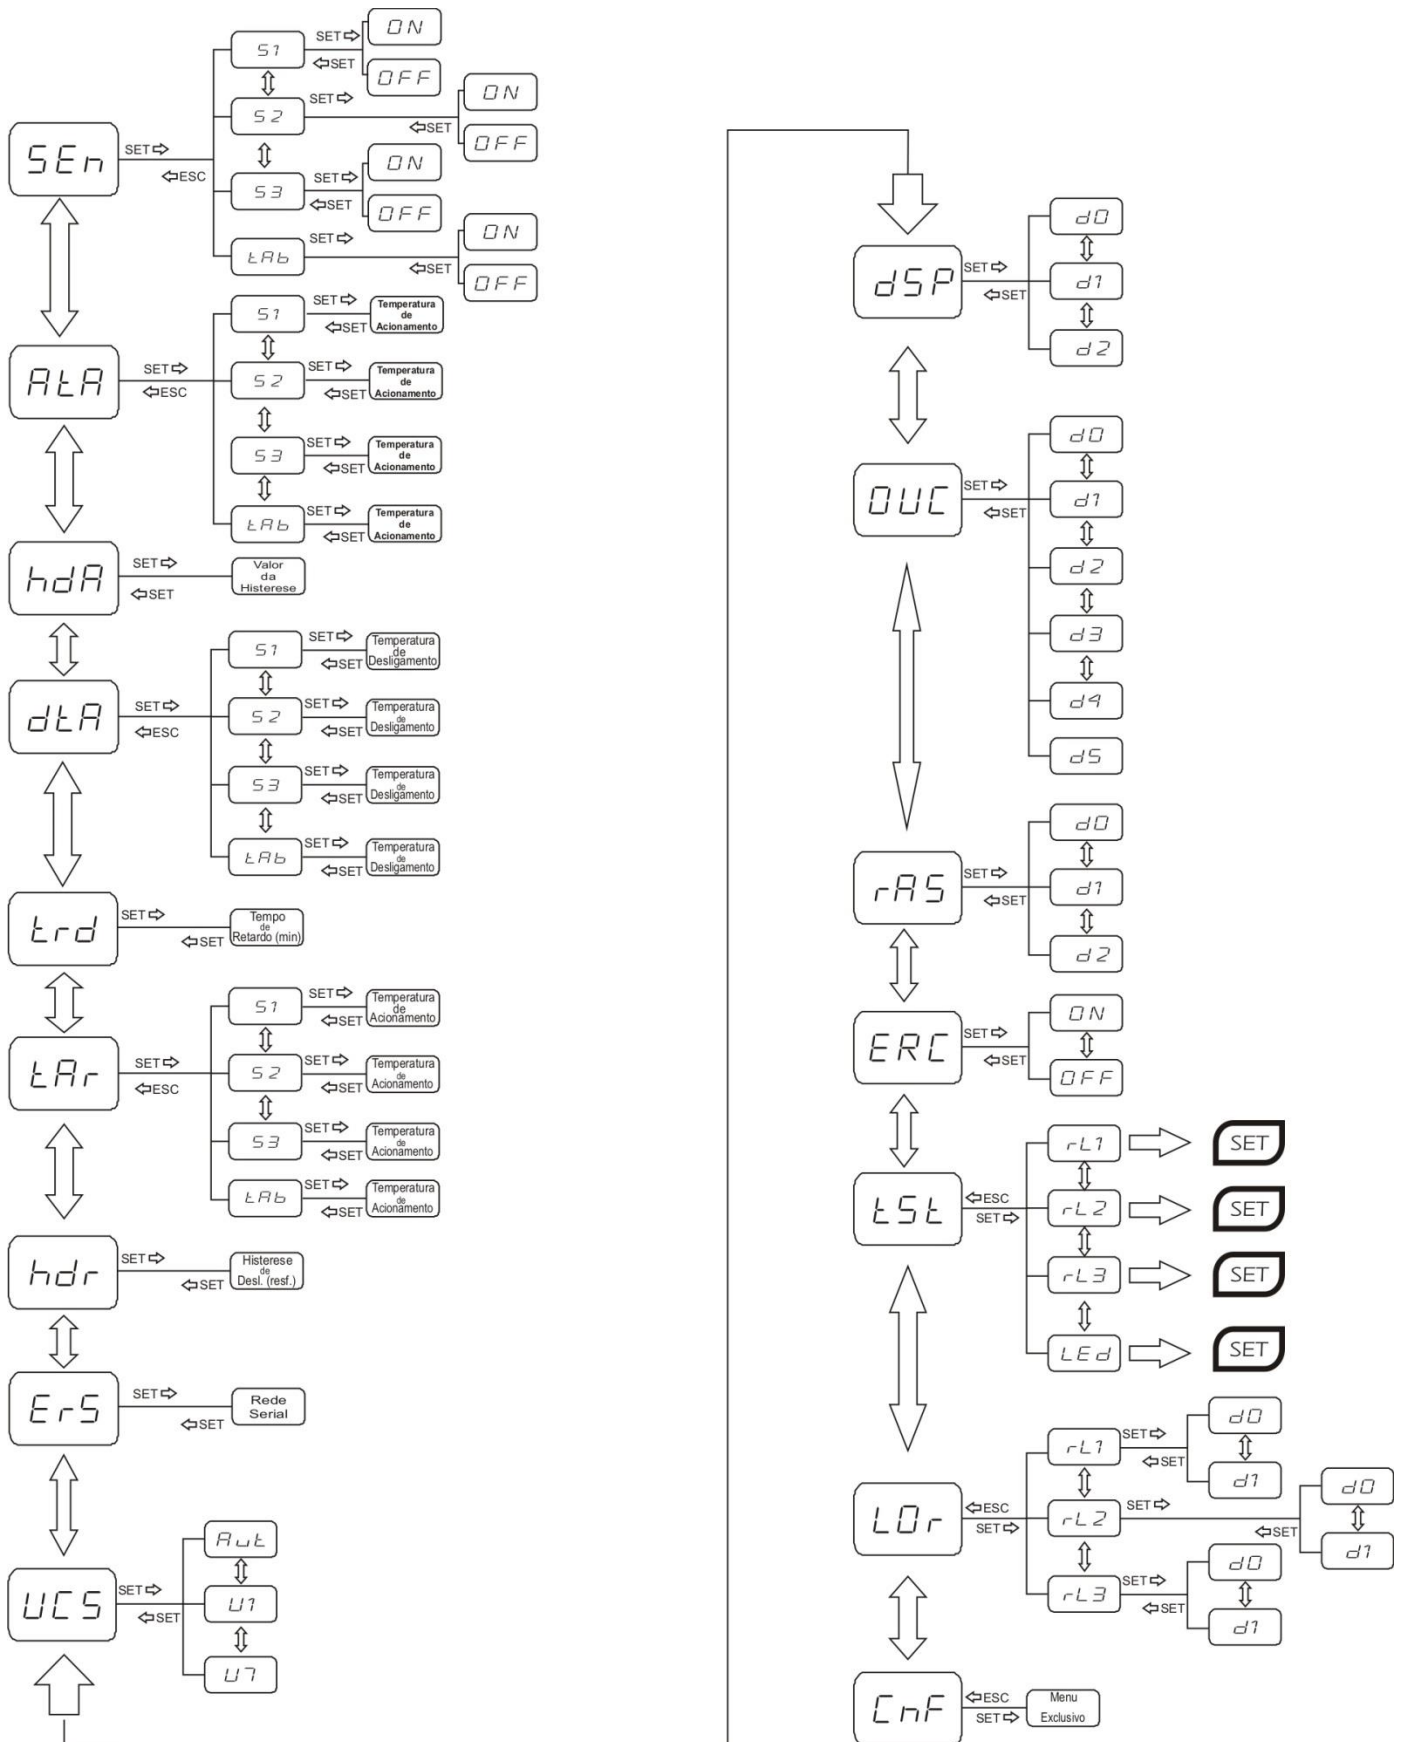 SEn
SET
ESC
S1
SET
SET
ON
OFF
S2
SET
SET
ON
OFF
S3
SET
SET
ON
OFF
tAb
SET
SET
ON
OFF
AtA
SET
ESC
S1
SET
SET
Temperatura
de
Acionamento
S2
SET
SET
Temperatura
de
Acionamento
S3
SET
SET
Temperatura
de
Acionamento
tAb
SET
SET
Temperatura
de
Acionamento
hdA
SET
SET
Valor
da
Histerese
dtA
SET
ESC
S1
SET
SET
Temperatura
de
Desligamento
S2
SET
SET
Temperatura
de
Desligamento
S3
SET
SET
Temperatura
de
Desligamento
tAb
SET
SET
Temperatura
de
Desligamento
trd
SET
SET
Tempo
de
Retardo (min)
tAr
SET
ESC
S1
SET
SET
Temperatura
de
Acionamento
S2
SET
SET
Temperatura
de
Acionamento
S3
SET
SET
Temperatura
de
Acionamento
tAb
SET
SET
Temperatura
de
Acionamento
hdr
SET
SET
Histerese
de
Desl. (resf.)
ErS
SET
SET
Rede
Serial
UCS
SET
SET
Aut
U1
U7
dSP
SET
SET
d0
d1
d2
OUC
SET
SET
d0
d1
d2
d3
d4
d5
rAS
SET
SET
d0
d1
d2
ERC
SET
SET
ON
OFF
tSt
ESC
SET
rL1
SET
rL2
SET
rL3
SET
LEd
SET
LOr
ESC
SET
rL1
SET
SET
d0
d1
rL2
SET
SET
d0
d1
rL3
SET
SET
d0
d1
CnF
ESC
SET
Menu
Exclusivo